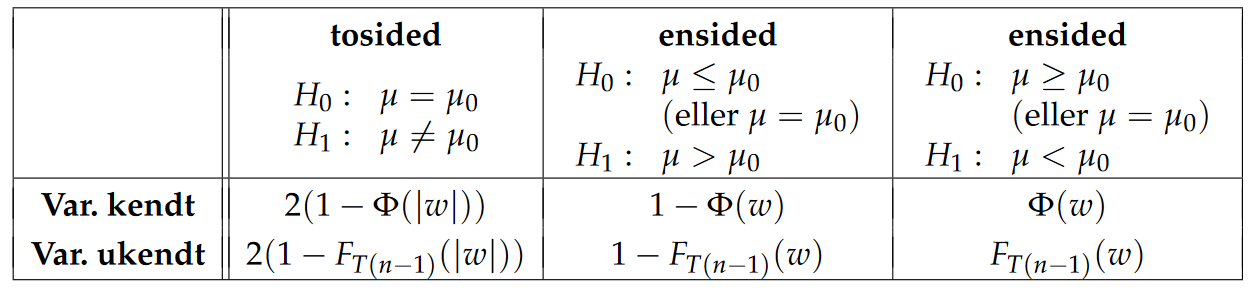 tosided ensided ensided
H₀ : μ = μ₀ H₀ : μ ≤ μ₀ H₀ : μ ≥ μ₀
(eller μ = μ₀) (eller μ = μ₀)
H₁ : μ ≠ μ₀ H₁ : μ > μ₀ H₁ : μ < μ₀
Var. kendt 2(1 − Φ(|w|)) 1 − Φ(w) Φ(w)
Var. ukendt 2(1 − F_{T(n−1)}(|w|)) 1 − F_{T(n−1)}(w) F_{T(n−1)}(w)